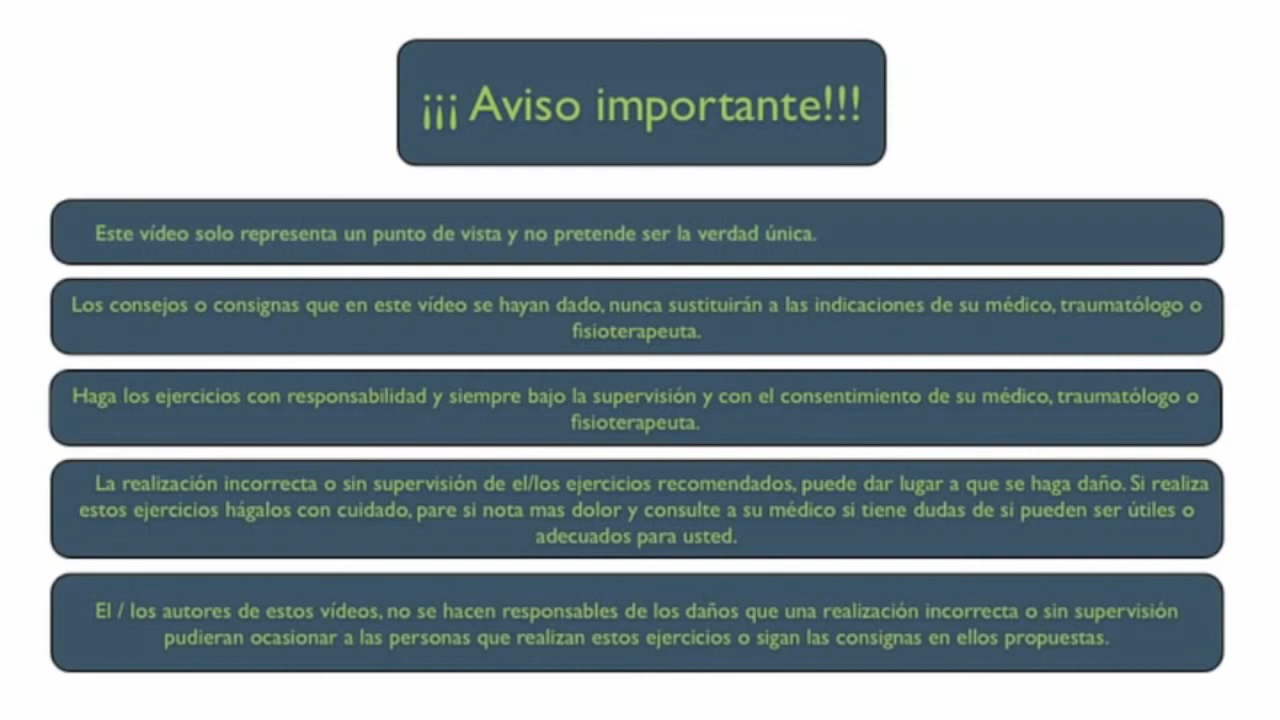 ¡¡¡ Aviso importante!!!
Este vídeo solo representa un punto de vista y no pretende ser la verdad única.
Los consejos o consignas que en este vídeo se hayan dado, nunca sustituirán a las indicaciones de su médico, traumatólogo o
fisioterapeuta.
Haga los ejercicios con responsabilidad y siempre bajo la supervisión y con el consentimiento de su médico, traumatólogo o
fisioterapeuta.
La realización incorrecta o sin supervisión de el/los ejercicios recomendados, puede dar lugar a que se haga daño. Si realiza
estos ejercicios hágalos con cuidado, pare si nota mas dolor y consulte a su médico si tiene dudas de si pueden ser útiles o
adecuados para usted.
El / los autores de estos vídeos, no se hacen responsables de los daños que una realización incorrecta o sin supervisión
pudieran ocasionar a las personas que realizan estos ejercicios o sigan las consignas en ellos propuestas.